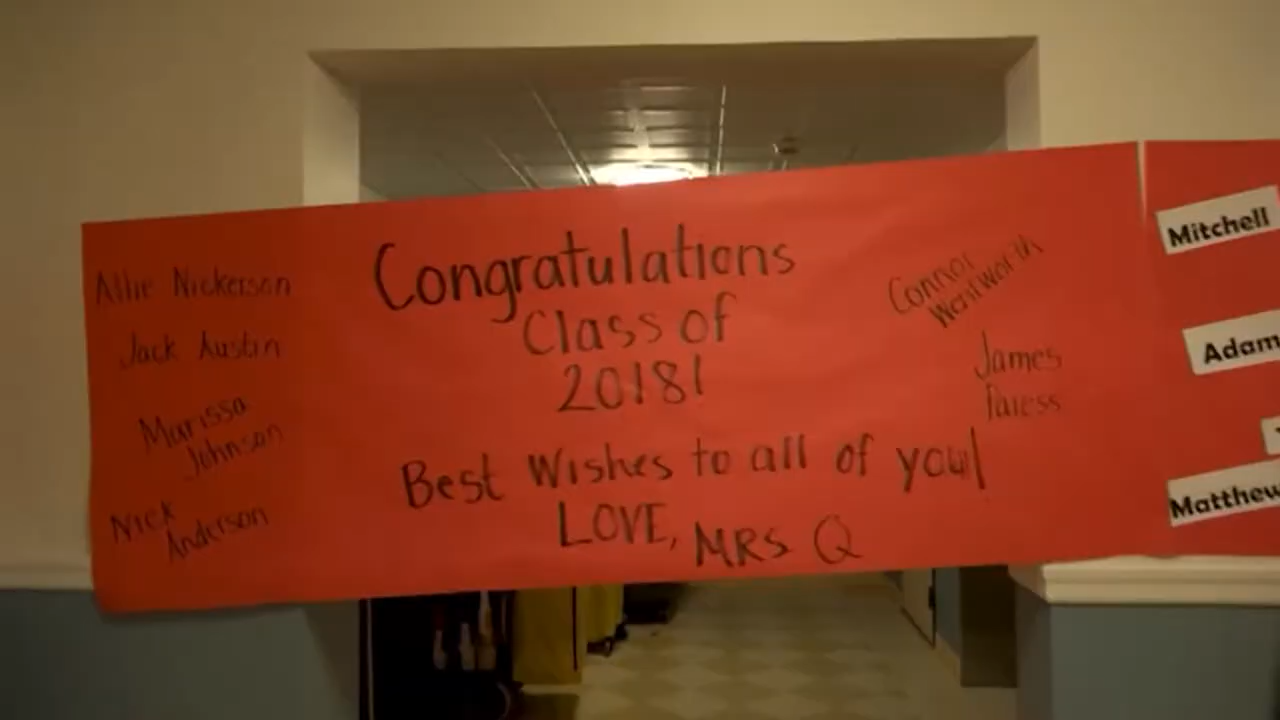 Allie Nickerson
Jack Austin
Marissa
Johnson
Nick
Anderson
Congratulations
Class of
2018!
Best Wishes to all of you!
LOVE, MRS Q
Connor
Wentworth
James
Paress
Mitchell
Adam
Matthew